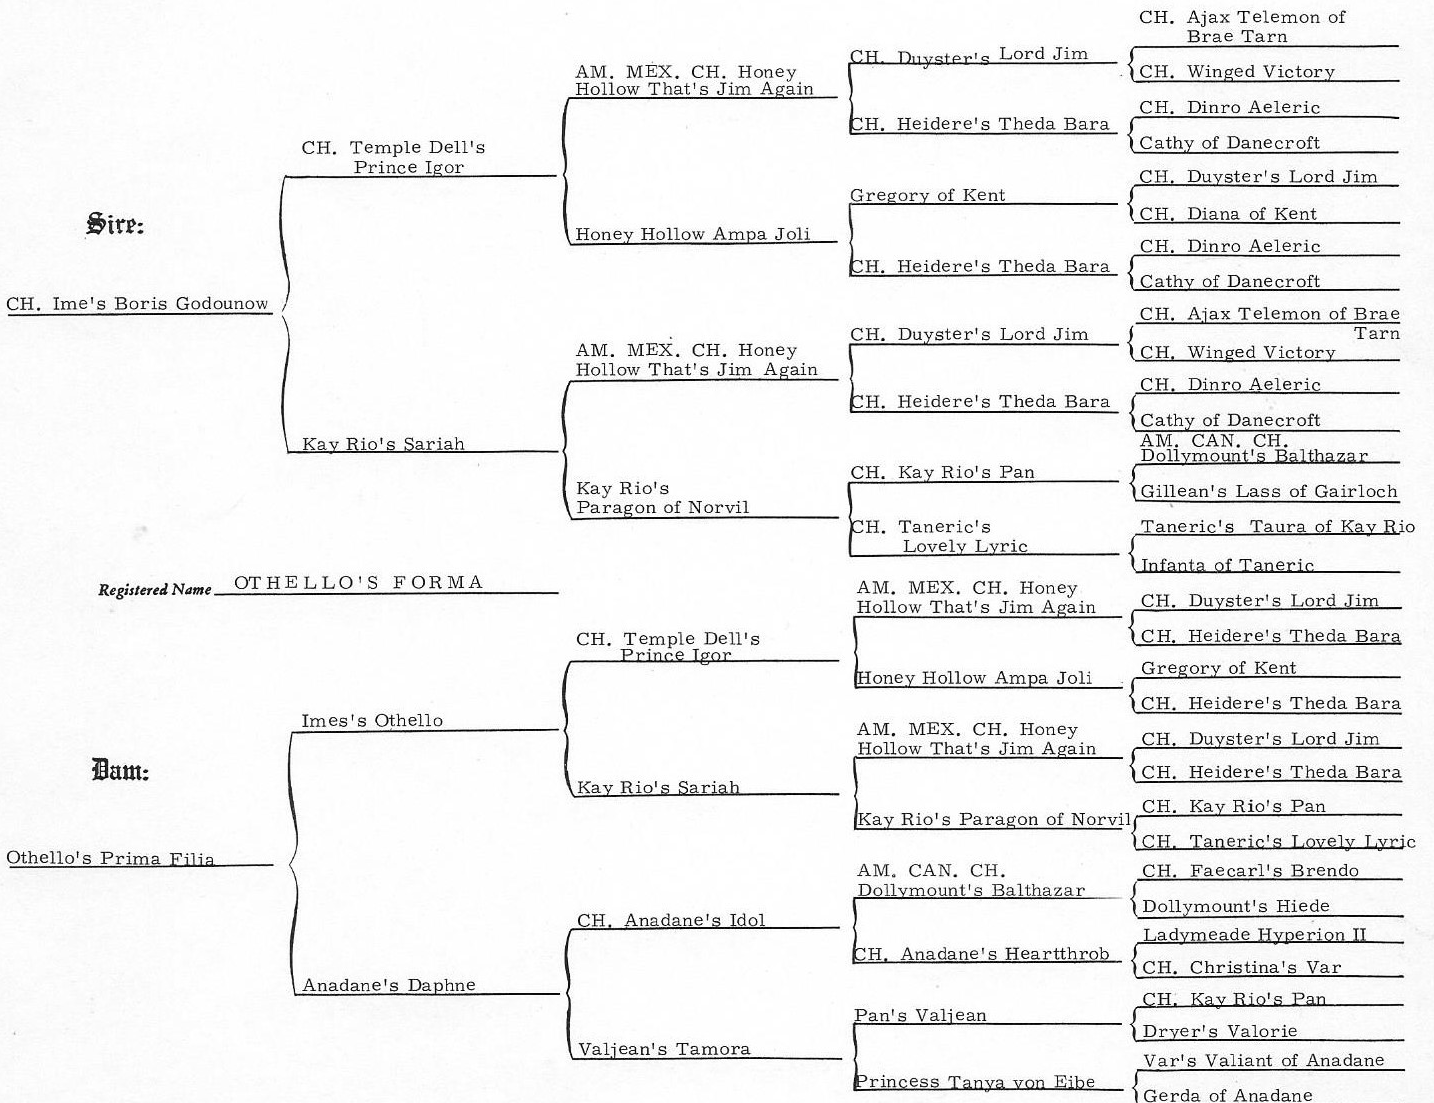 CH. Ajax Telemon of
Brae Tarn
CH. Duyster's Lord Jim
AM. MEX. CH. Honey
CH. Winged Victory
Hollow That's Jim Again
CH. Dinro Aeleric
CH. Heidere's Theda Bara
CH. Temple Dell's
Cathy of Danecroft
Prince Igor
CH. Duyster's Lord Jim
Gregory of Kent
Sire:
CH. Diana of Kent
Honey Hollow Ampa Joli
CH. Dinro Aeleric
CH. Heidere's Theda Bara
Cathy of Danecroft
CH. Ime's Boris Godounow
CH. Ajax Telemon of Brae
Tarn
CH. Duyster's Lord Jim
AM. MEX. CH. Honey
CH. Winged Victory
Hollow That's Jim Again
CH. Dinro Aeleric
CH. Heidere's Theda Bara
Cathy of Danecroft
Kay Rio's Sariah
AM. CAN. CH.
Dollymount's Balthazar
CH. Kay Rio's Pan
Kay Rio's
Gillean's Lass of Gairloch
Paragon of Norvil
CH. Taneric's
Taneric's Taura of Kay Rio
Lovely Lyric
Infanta of Taneric
Registered Name OTHELLO'S FORMA
AM. MEX. CH. Honey
CH. Duyster's Lord Jim
Hollow That's Jim Again
CH. Temple Dell's
CH. Heidere's Theda Bara
Prince Igor
Gregory of Kent
Honey Hollow Ampa Joli
CH. Heidere's Theda Bara
Imes's Othello
AM. MEX. CH. Honey
CH. Duyster's Lord Jim
Hollow That's Jim Again
Dam:
CH. Heidere's Theda Bara
Kay Rio's Sariah
CH. Kay Rio's Pan
Kay Rio's Paragon of Norvil
CH. Taneric's Lovely Lyric
Othello's Prima Filia
AM. CAN. CH.
CH. Faecarl's Brendo
Dollymount's Balthazar
Dollymount's Hiede
CH. Anadane's Idol
Ladymeade Hyperion II
CH. Anadane's Heartthrob
CH. Christina's Var
Anadane's Daphne
CH. Kay Rio's Pan
Pan's Valjean
Dryer's Valorie
Valjean's Tamora
Var's Valiant of Anadane
Princess Tanya von Eibe
Gerda of Anadane